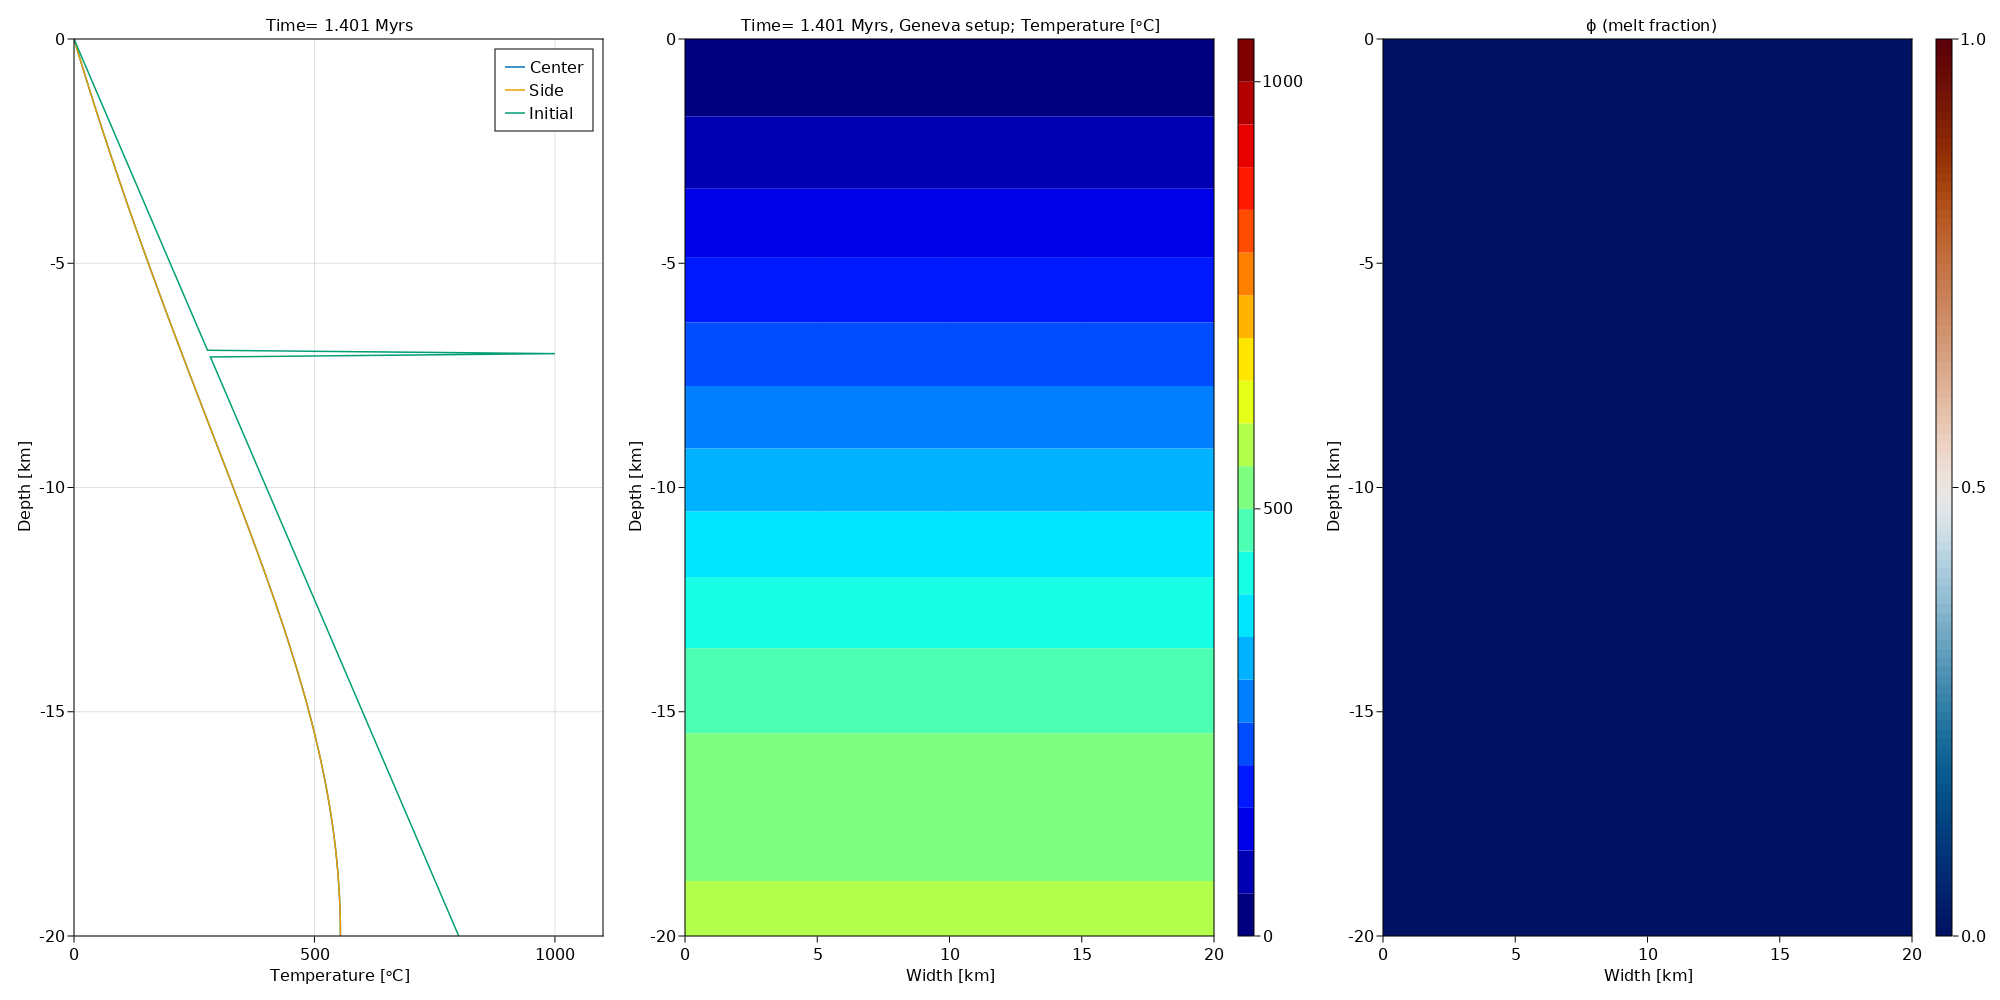 Time= 1.401 Myrs
0
-5
-10
-15
-20
Depth [km]
0
500
1000
Temperature [ᵒC]
Center
Side
Initial
Time= 1.401 Myrs, Geneva setup; Temperature [ᵒC]
0
-5
-10
-15
-20
Depth [km]
0
5
10
15
20
Width [km]
1000
500
0
ϕ (melt fraction)
0
-5
-10
-15
-20
Depth [km]
0
5
10
15
20
Width [km]
1.0
0.5
0.0